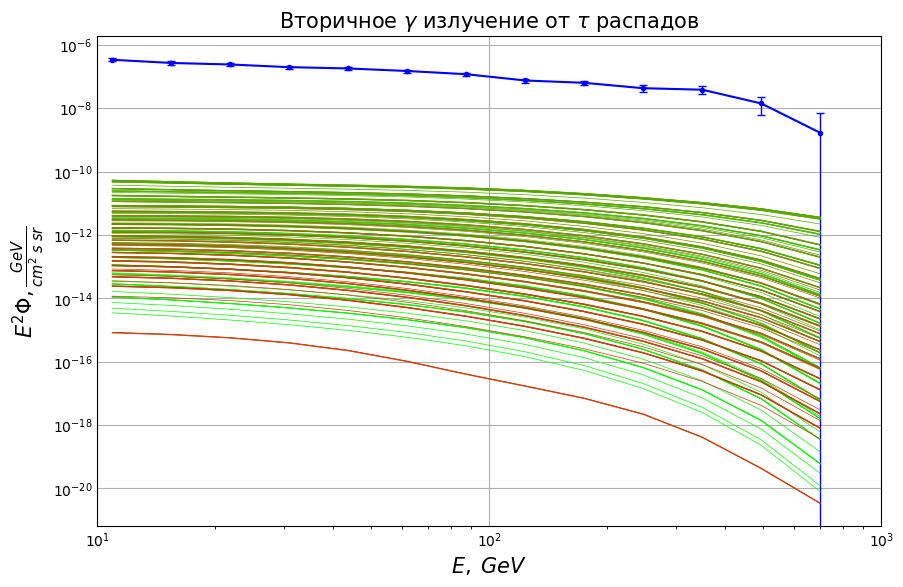 Вторичное γ излучение от τ распадов
E²Φ, GeV / cm² s sr
10⁻⁶
10⁻⁸
10⁻¹⁰
10⁻¹²
10⁻¹⁴
10⁻¹⁶
10⁻¹⁸
10⁻²⁰
10¹ 10² 10³
E, GeV